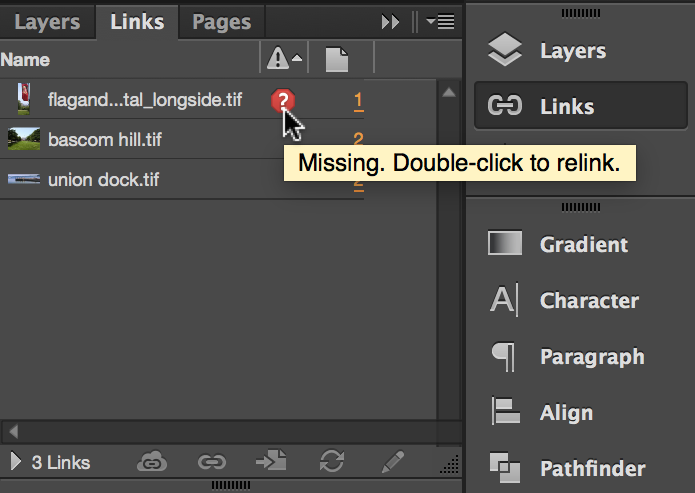 Layers Links Pages
Name
flagand...tal_longside.tif 1
bascom hill.tif 2
union dock.tif 2
Missing. Double-click to relink.
3 Links
Layers
Links
Gradient
Character
Paragraph
Align
Pathfinder